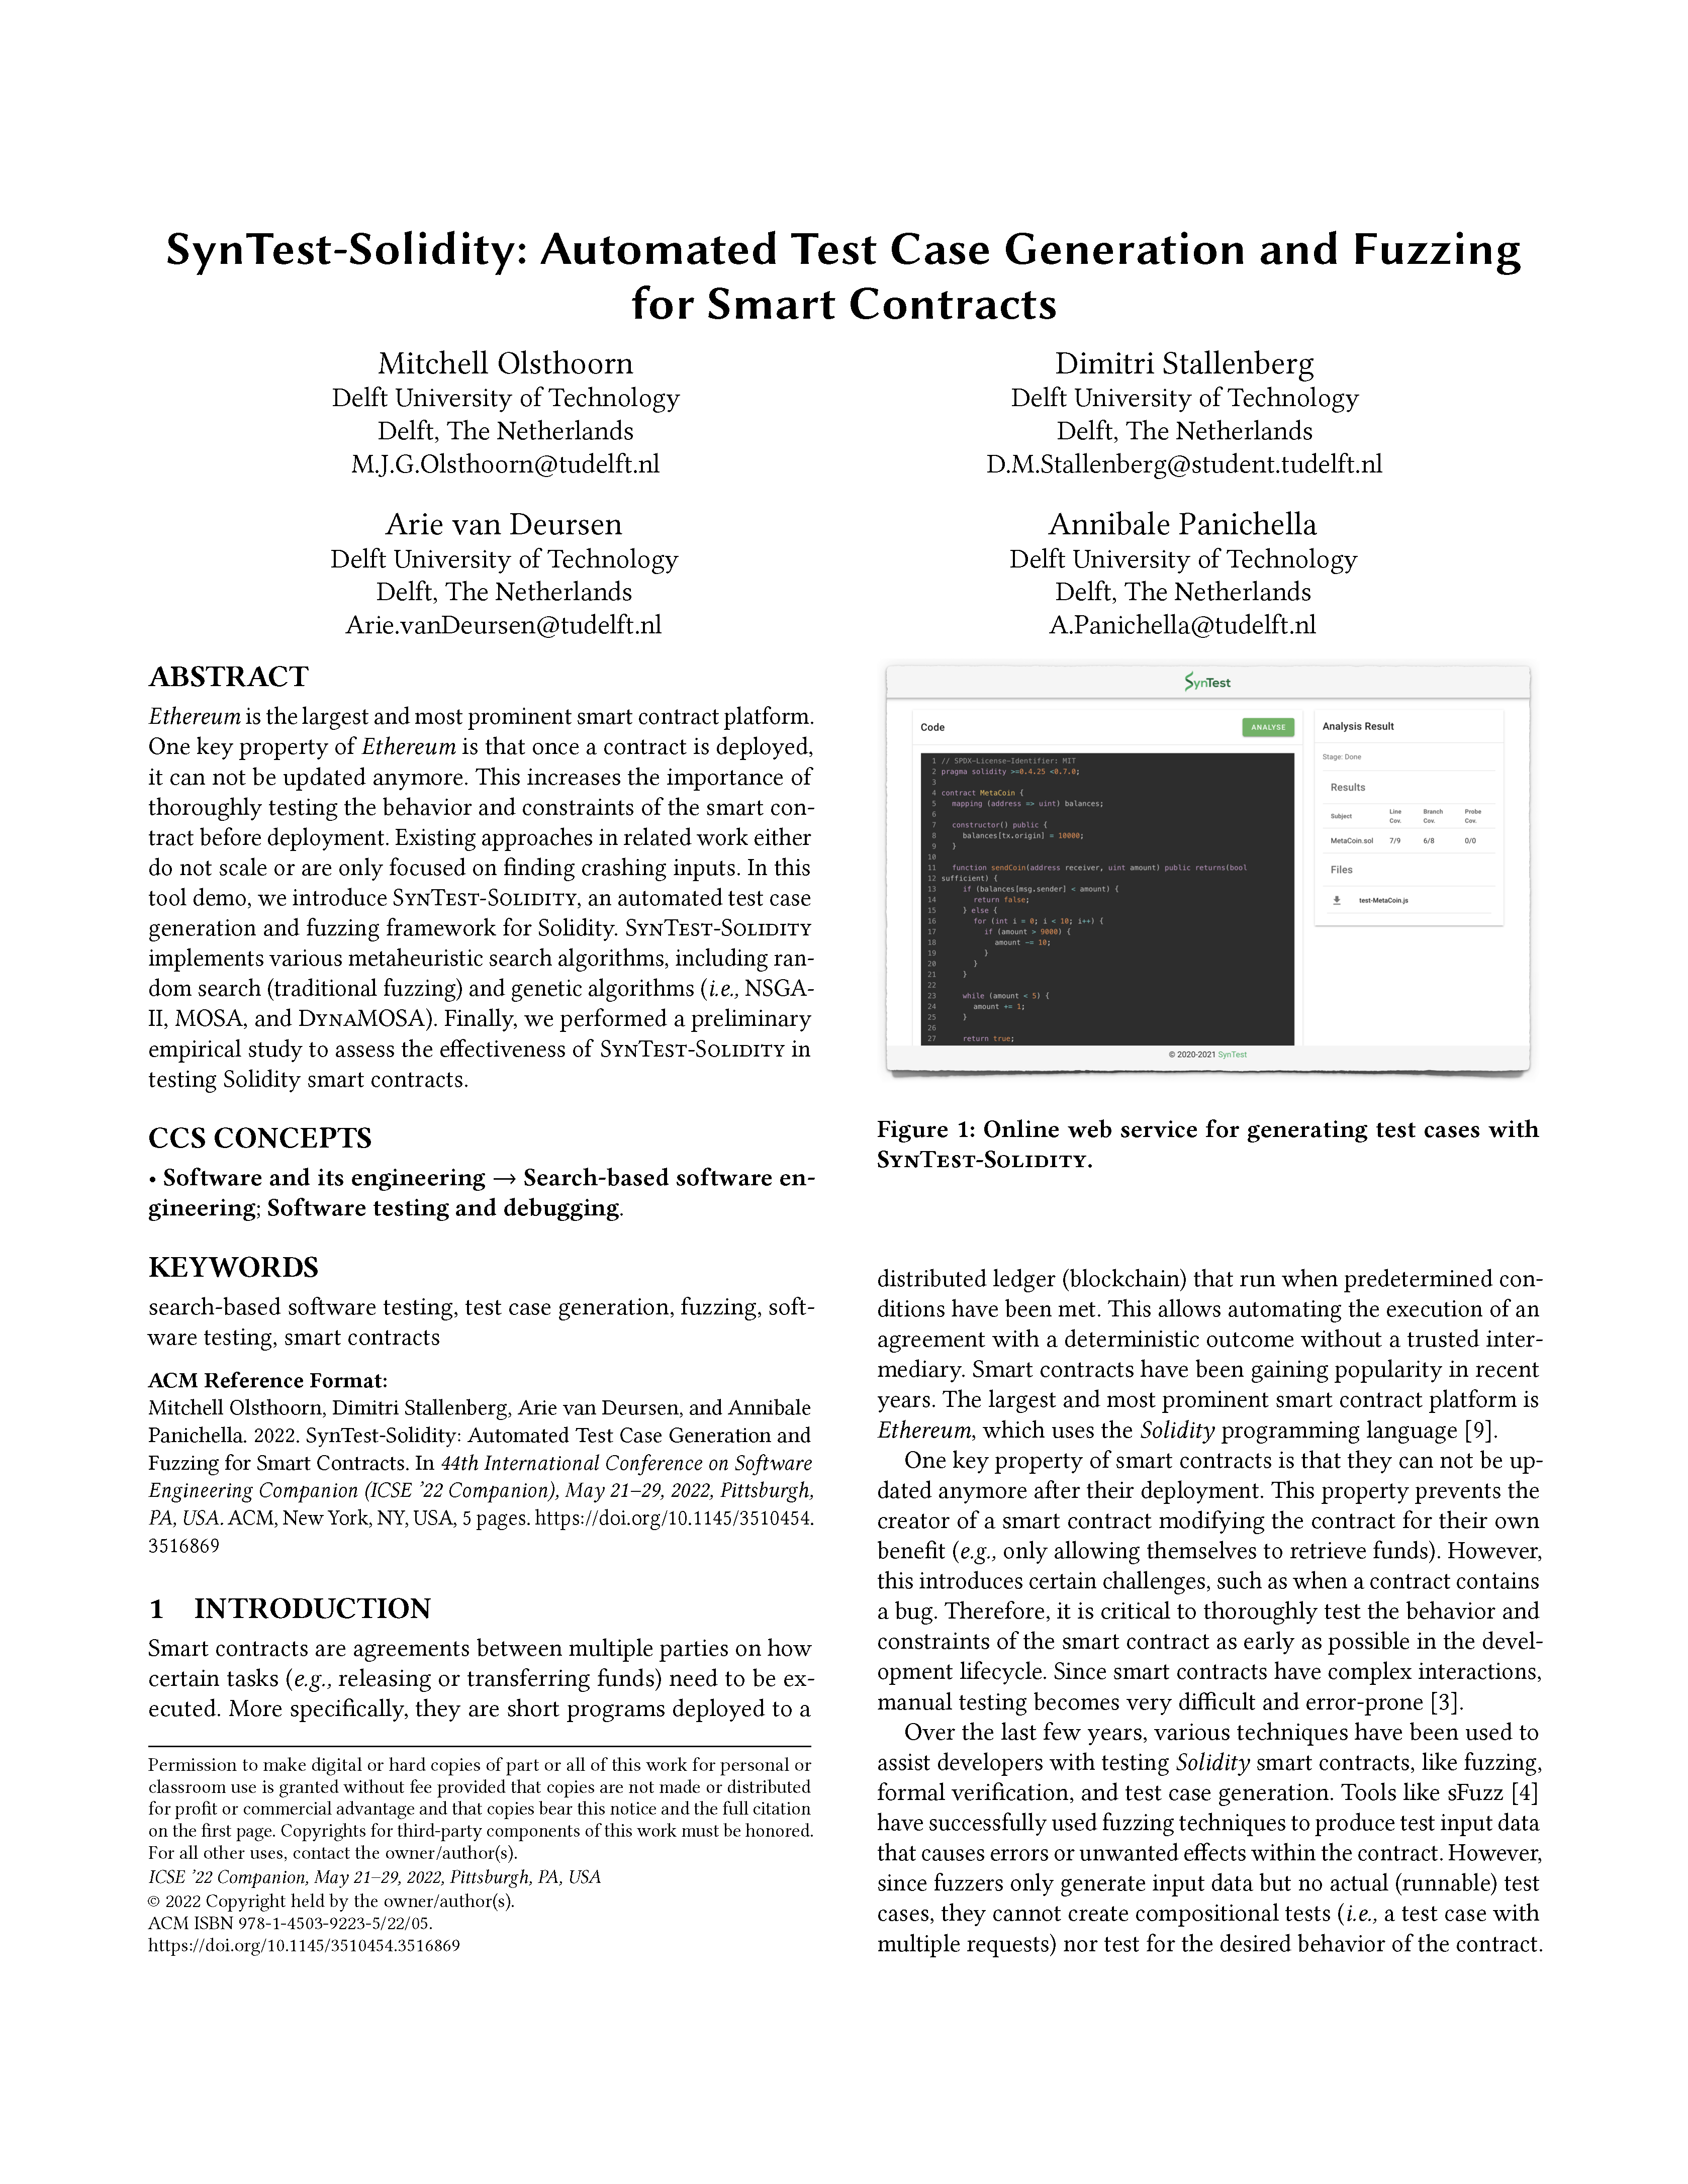 SynTest-Solidity: Automated Test Case Generation and Fuzzing
for Smart Contracts
Mitchell Olsthoorn
Delft University of Technology
Delft, The Netherlands
M.J.G.Olsthoorn@tudelft.nl
Dimitri Stallenberg
Delft University of Technology
Delft, The Netherlands
D.M.Stallenberg@student.tudelft.nl
Arie van Deursen
Delft University of Technology
Delft, The Netherlands
Arie.vanDeursen@tudelft.nl
Annibale Panichella
Delft University of Technology
Delft, The Netherlands
A.Panichella@tudelft.nl
ABSTRACT
Ethereum is the largest and most prominent smart contract platform.
One key property of Ethereum is that once a contract is deployed,
it can not be updated anymore. This increases the importance of
thoroughly testing the behavior and constraints of the smart con-
tract before deployment. Existing approaches in related work either
do not scale or are only focused on finding crashing inputs. In this
tool demo, we introduce SynTest-Solidity, an automated test case
generation and fuzzing framework for Solidity. SynTest-Solidity
implements various metaheuristic search algorithms, including ran-
dom search (traditional fuzzing) and genetic algorithms (i.e., NSGA-
II, MOSA, and DynaMOSA). Finally, we performed a preliminary
empirical study to assess the effectiveness of SynTest-Solidity in
testing Solidity smart contracts.
CCS CONCEPTS
• Software and its engineering → Search-based software en-
gineering; Software testing and debugging.
KEYWORDS
search-based software testing, test case generation, fuzzing, soft-
ware testing, smart contracts
ACM Reference Format:
Mitchell Olsthoorn, Dimitri Stallenberg, Arie van Deursen, and Annibale
Panichella. 2022. SynTest-Solidity: Automated Test Case Generation and
Fuzzing for Smart Contracts. In 44th International Conference on Software
Engineering Companion (ICSE ’22 Companion), May 21–29, 2022, Pittsburgh,
PA, USA. ACM, New York, NY, USA, 5 pages. https://doi.org/10.1145/3510454.
3516869
1 INTRODUCTION
Smart contracts are agreements between multiple parties on how
certain tasks (e.g., releasing or transferring funds) need to be ex-
ecuted. More specifically, they are short programs deployed to a
Permission to make digital or hard copies of part or all of this work for personal or
classroom use is granted without fee provided that copies are not made or distributed
for profit or commercial advantage and that copies bear this notice and the full citation
on the first page. Copyrights for third-party components of this work must be honored.
For all other uses, contact the owner/author(s).
ICSE ’22 Companion, May 21–29, 2022, Pittsburgh, PA, USA
© 2022 Copyright held by the owner/author(s).
ACM ISBN 978-1-4503-9223-5/22/05.
https://doi.org/10.1145/3510454.3516869
SynTest
Code
ANALYSE
1 // SPDX-License-Identifier: MIT
2 pragma solidity >=0.4.25 <0.7.0;
3
4 contract MetaCoin {
5 mapping (address => uint) balances;
6
7 constructor() public {
8 balances[tx.origin] = 10000;
9 }
10
11 function sendCoin(address receiver, uint amount) public returns(bool
12 sufficient) {
13 if (balances[msg.sender] < amount) {
14 return false;
15 } else {
16 for (int i = 0; i < 10; i++) {
17 if (amount > 9000) {
18 amount -= 10;
19 }
20 }
21 }
22
23 while (amount < 5) {
24 amount += 1;
25 }
26
27 return true;
Analysis Result
Stage: Done
Results
Subject Line Cov. Branch Cov. Probe Cov.
MetaCoin.sol 7/9 6/8 0/0
Files
test-MetaCoin.js
© 2020-2021 SynTest
Figure 1: Online web service for generating test cases with
SynTest-Solidity.
distributed ledger (blockchain) that run when predetermined con-
ditions have been met. This allows automating the execution of an
agreement with a deterministic outcome without a trusted inter-
mediary. Smart contracts have been gaining popularity in recent
years. The largest and most prominent smart contract platform is
Ethereum, which uses the Solidity programming language [9].
One key property of smart contracts is that they can not be up-
dated anymore after their deployment. This property prevents the
creator of a smart contract modifying the contract for their own
benefit (e.g., only allowing themselves to retrieve funds). However,
this introduces certain challenges, such as when a contract contains
a bug. Therefore, it is critical to thoroughly test the behavior and
constraints of the smart contract as early as possible in the devel-
opment lifecycle. Since smart contracts have complex interactions,
manual testing becomes very difficult and error-prone [3].
Over the last few years, various techniques have been used to
assist developers with testing Solidity smart contracts, like fuzzing,
formal verification, and test case generation. Tools like sFuzz [4]
have successfully used fuzzing techniques to produce test input data
that causes errors or unwanted effects within the contract. However,
since fuzzers only generate input data but no actual (runnable) test
cases, they cannot create compositional tests (i.e., a test case with
multiple requests) nor test for the desired behavior of the contract.